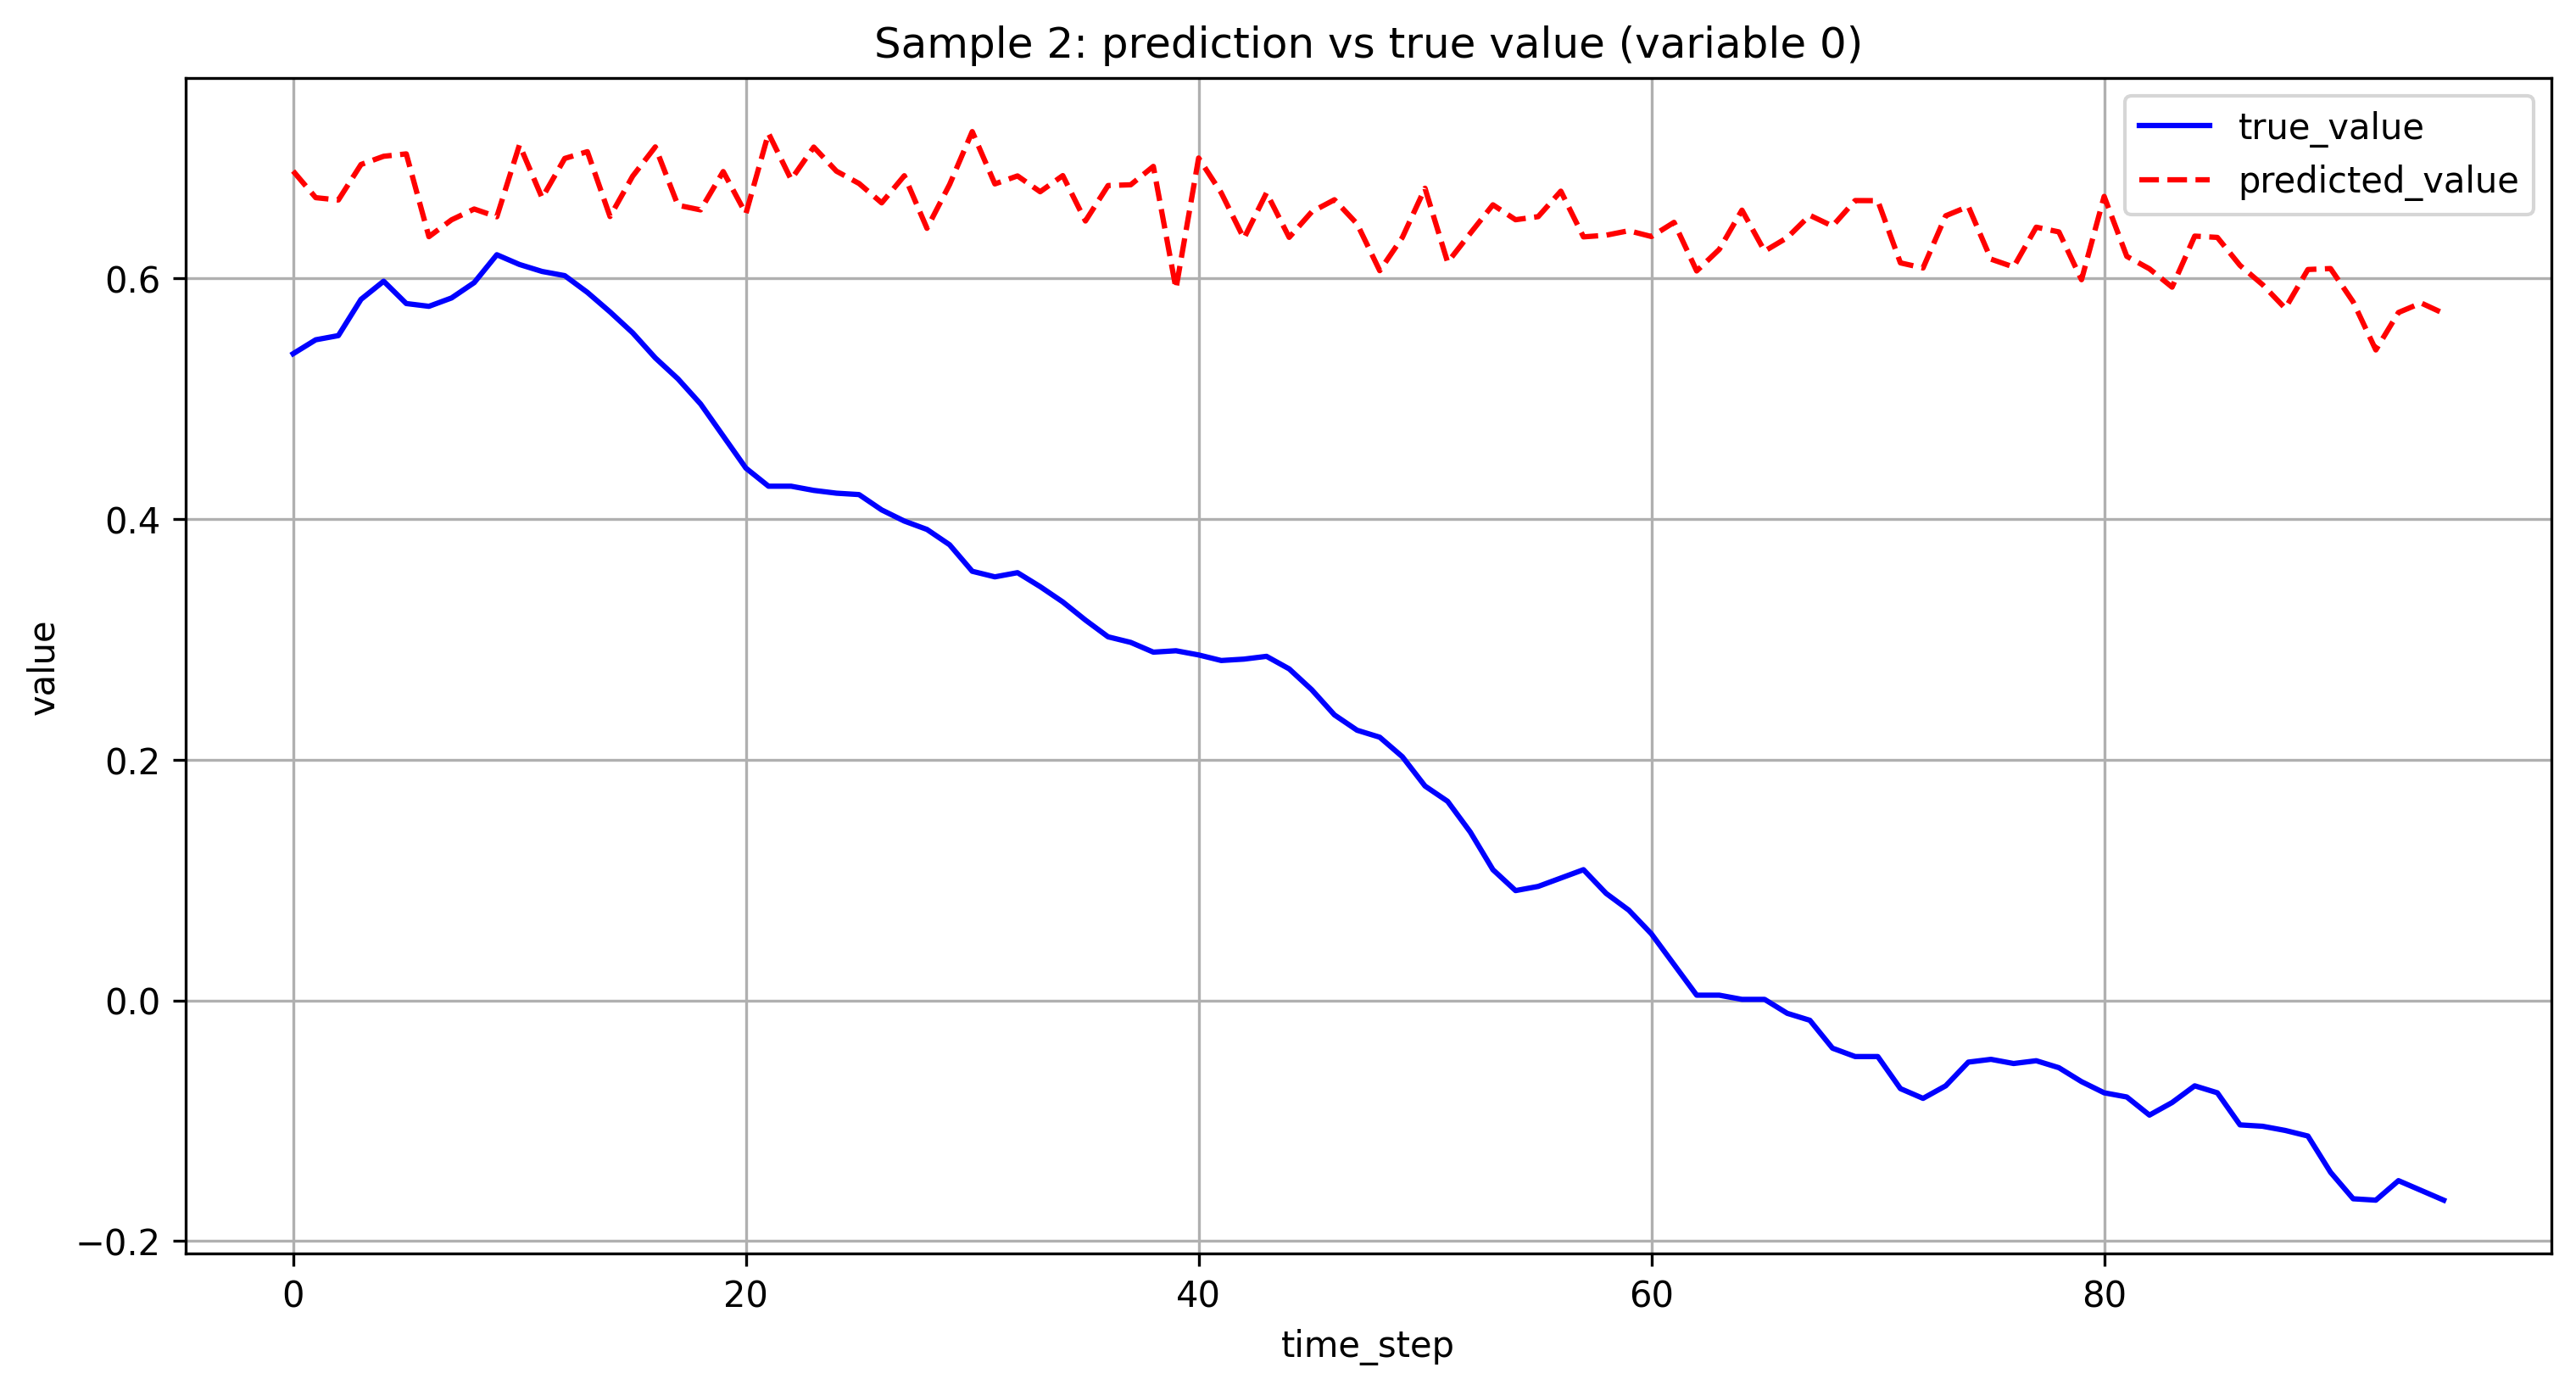 Sample 2: prediction vs true value (variable 0)
true_value
predicted_value
0.6
0.4
0.2
0.0
−0.2
value
0
20
40
60
80
time_step